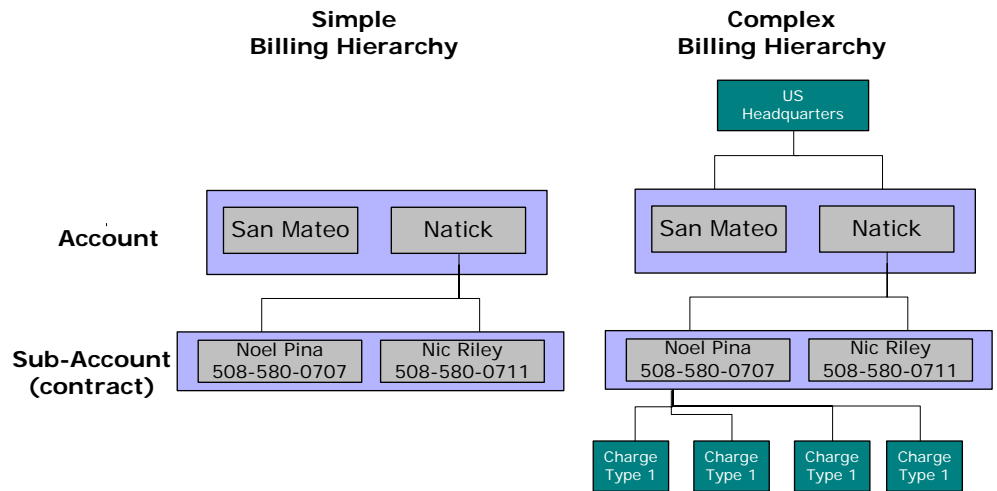 Simple
Billing Hierarchy
Complex
Billing Hierarchy
US
Headquarters
Account
San Mateo
Natick
San Mateo
Natick
Sub-Account
(contract)
Noel Pina
508-580-0707
Nic Riley
508-580-0711
Noel Pina
508-580-0707
Nic Riley
508-580-0711
Charge
Type 1
Charge
Type 1
Charge
Type 1
Charge
Type 1